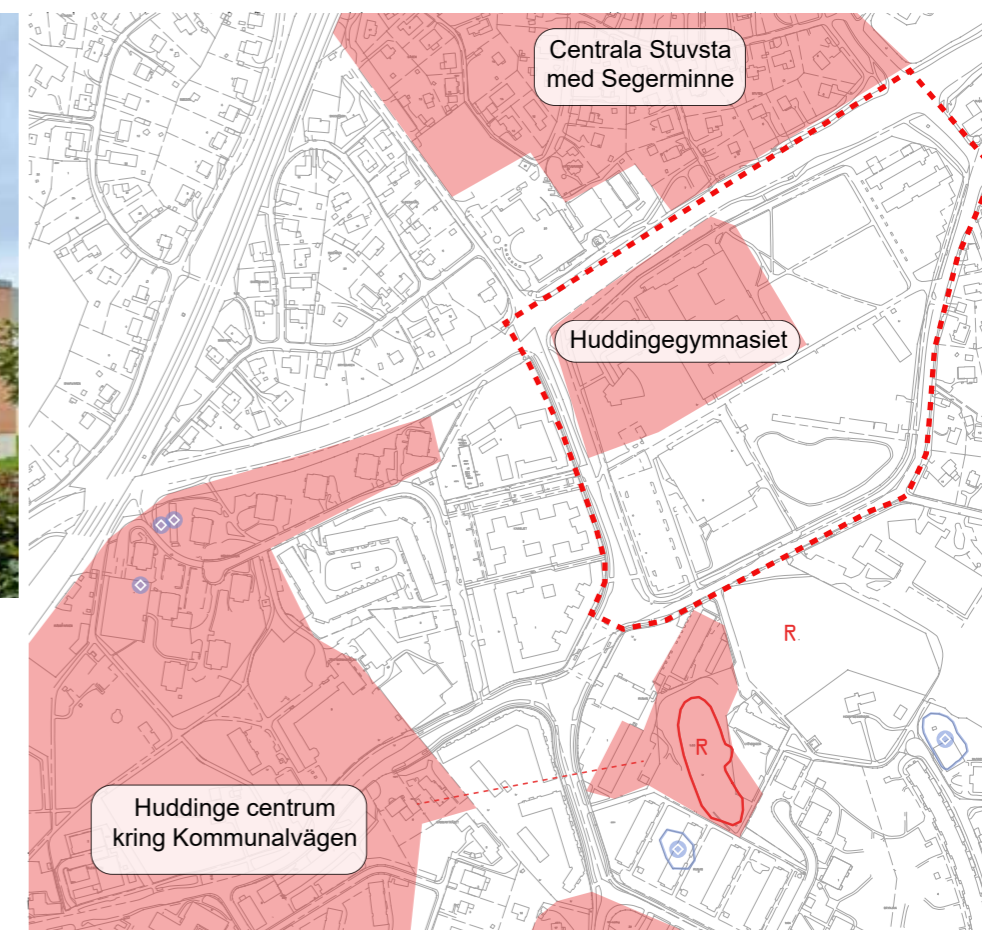 Centrala Stuvsta
med Segerminne
Huddingegymnasiet
R
R
Huddinge centrum
kring Kommunalvägen